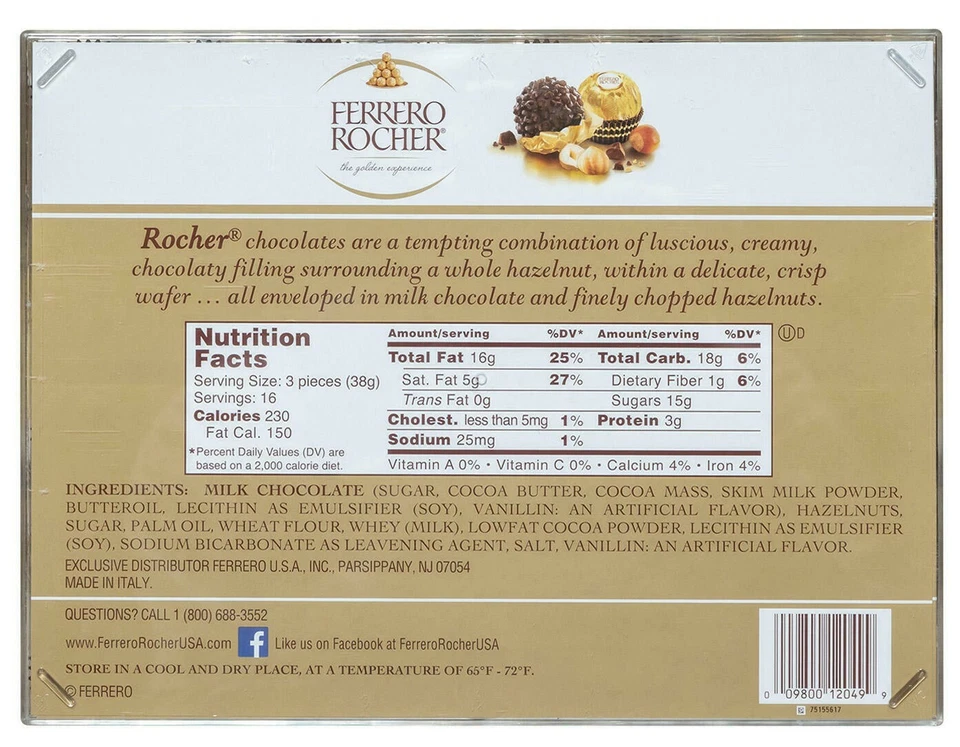 FERRERO
ROCHER®
the golden experience
Rocher® chocolates are a tempting combination of luscious, creamy,
chocolaty filling surrounding a whole hazelnut, within a delicate, crisp
wafer ... all enveloped in milk chocolate and finely chopped hazelnuts.
Nutrition
Facts
Serving Size: 3 pieces (38g)
Servings: 16
Calories 230
Fat Cal. 150
*Percent Daily Values (DV) are
based on a 2,000 calorie diet.
Amount/serving %DV* Amount/serving %DV*
Total Fat 16g 25% Total Carb. 18g 6%
Sat. Fat 5g 27% Dietary Fiber 1g 6%
Trans Fat 0g Sugars 15g
Cholest. less than 5mg 1% Protein 3g
Sodium 25mg 1%
Vitamin A 0% • Vitamin C 0% • Calcium 4% • Iron 4%
UD
INGREDIENTS: MILK CHOCOLATE (SUGAR, COCOA BUTTER, COCOA MASS, SKIM MILK POWDER,
BUTTEROIL, LECITHIN AS EMULSIFIER (SOY), VANILLIN: AN ARTIFICIAL FLAVOR), HAZELNUTS,
SUGAR, PALM OIL, WHEAT FLOUR, WHEY (MILK), LOWFAT COCOA POWDER, LECITHIN AS EMULSIFIER
(SOY), SODIUM BICARBONATE AS LEAVENING AGENT, SALT, VANILLIN: AN ARTIFICIAL FLAVOR.
EXCLUSIVE DISTRIBUTOR FERRERO U.S.A., INC., PARSIPPANY, NJ 07054
MADE IN ITALY.
QUESTIONS? CALL 1 (800) 688-3552
www.FerreroRocherUSA.com f Like us on Facebook at FerreroRocherUSA
STORE IN A COOL AND DRY PLACE, AT A TEMPERATURE OF 65°F - 72°F.
© FERRERO
0 09800 12049 9
75155617